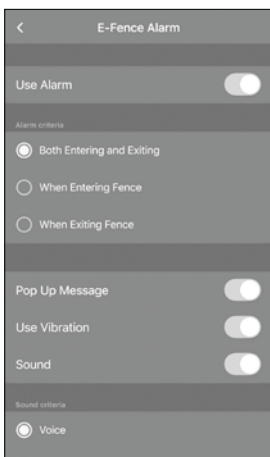 E-Fence Alarm
Use Alarm
Alarm criteria
Both Entering and Exiting
When Entering Fence
When Exiting Fence
Pop Up Message
Use Vibration
Sound
Sound criteria
Voice